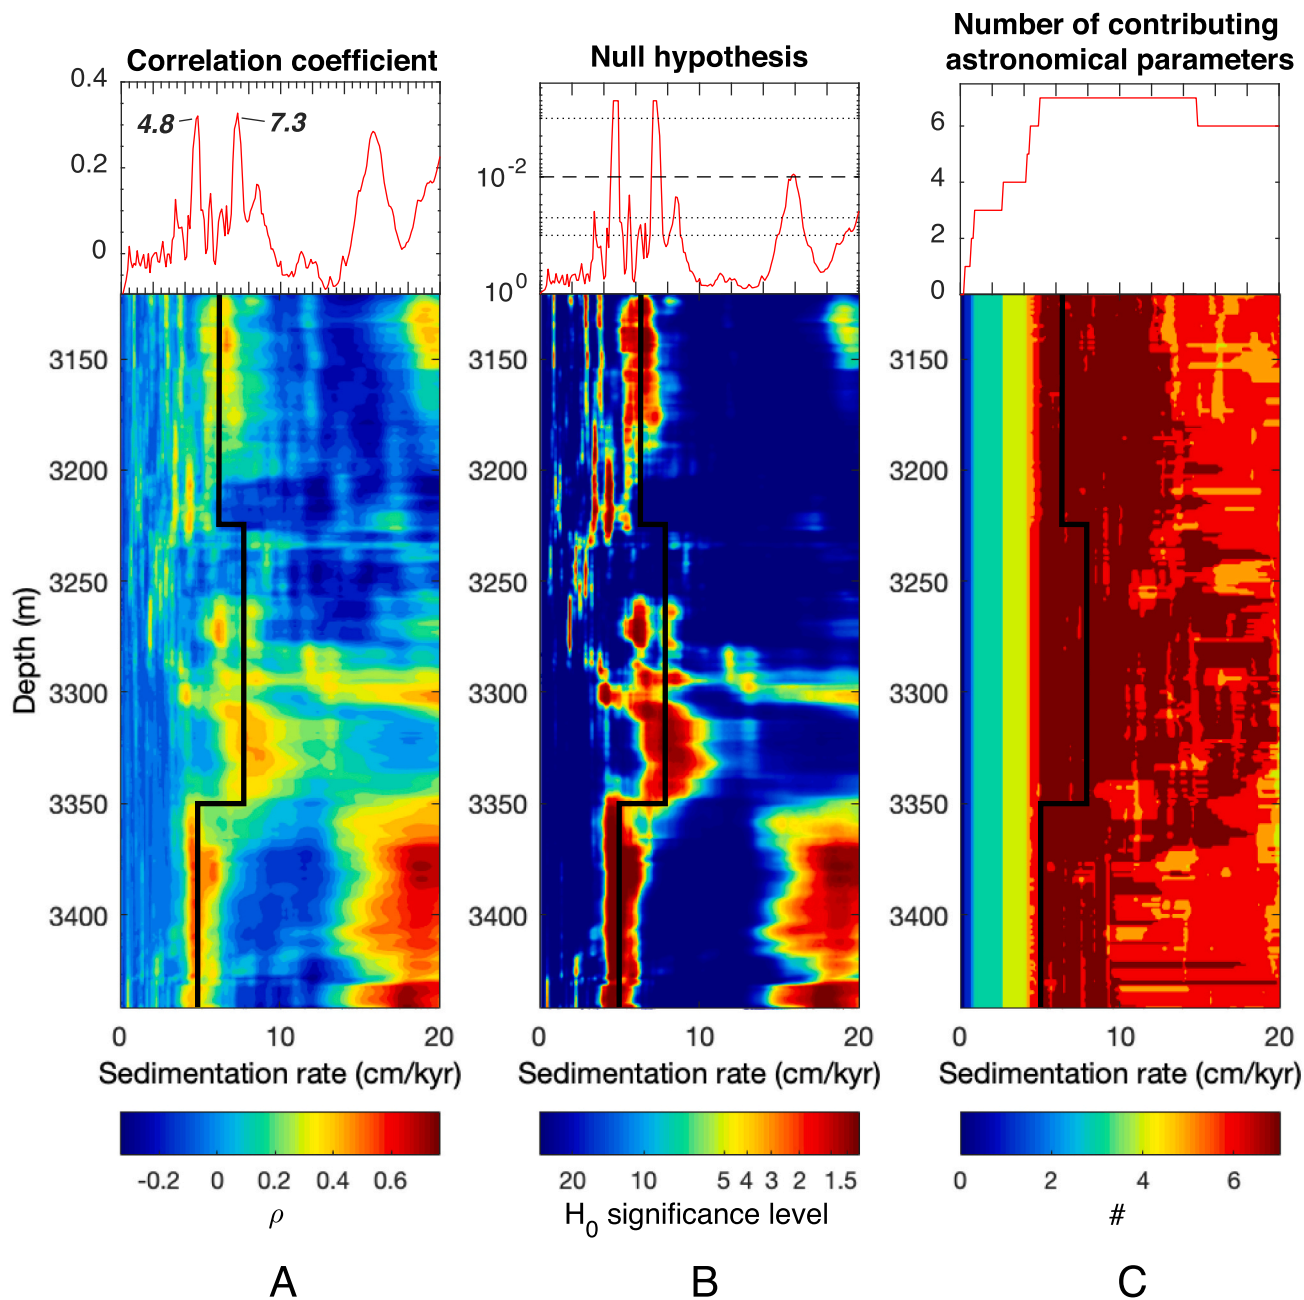 Correlation coefficient
Null hypothesis
Number of contributing
astronomical parameters
0.4
0.2
0
4.8
7.3
10-2
100
6
4
2
0
Depth (m)
3150
3200
3250
3300
3350
3400
3150
3200
3250
3300
3350
3400
3150
3200
3250
3300
3350
3400
0 10 20
0 10 20
0 10 20
Sedimentation rate (cm/kyr)
Sedimentation rate (cm/kyr)
Sedimentation rate (cm/kyr)
-0.2 0 0.2 0.4 0.6
20 10 5 4 3 2 1.5
0 2 4 6
ρ
H0 significance level
#
A
B
C